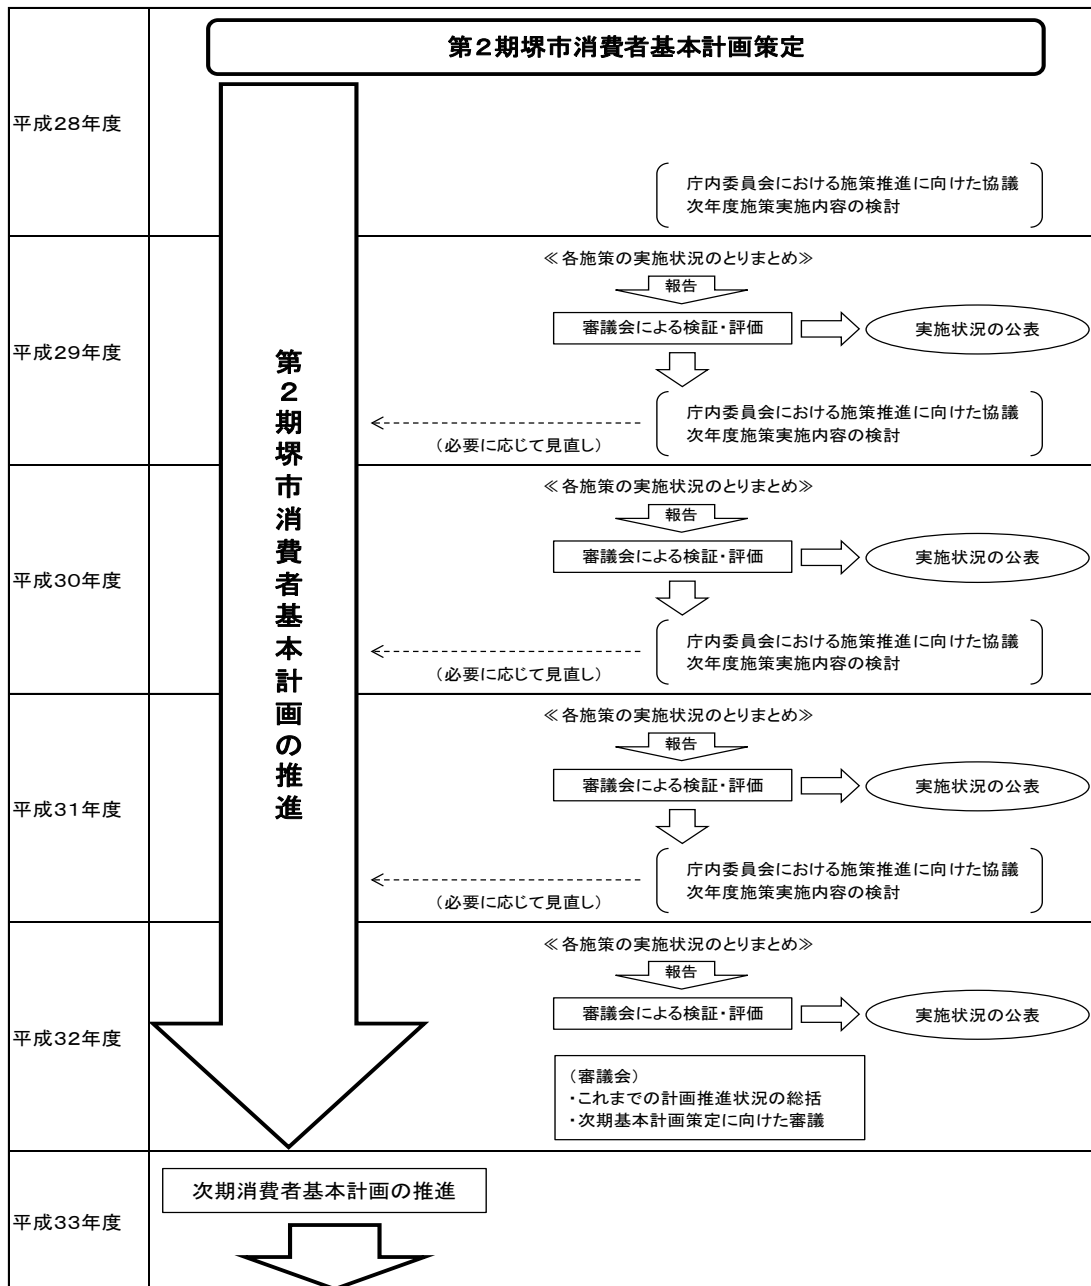 第２期堺市消費者基本計画策定
平成２８年度
庁内委員会における施策推進に向けた協議
次年度施策実施内容の検討
第２期堺市消費者基本計画の推進
平成２９年度
≪各施策の実施状況のとりまとめ≫
報告
審議会による検証・評価
実施状況の公表
庁内委員会における施策推進に向けた協議
次年度施策実施内容の検討
（必要に応じて見直し）
平成３０年度
≪各施策の実施状況のとりまとめ≫
報告
審議会による検証・評価
実施状況の公表
庁内委員会における施策推進に向けた協議
次年度施策実施内容の検討
（必要に応じて見直し）
平成３１年度
≪各施策の実施状況のとりまとめ≫
報告
審議会による検証・評価
実施状況の公表
庁内委員会における施策推進に向けた協議
次年度施策実施内容の検討
（必要に応じて見直し）
平成３２年度
≪各施策の実施状況のとりまとめ≫
報告
審議会による検証・評価
実施状況の公表
（審議会）
・これまでの計画推進状況の総括
・次期基本計画策定に向けた審議
平成３３年度
次期消費者基本計画の推進